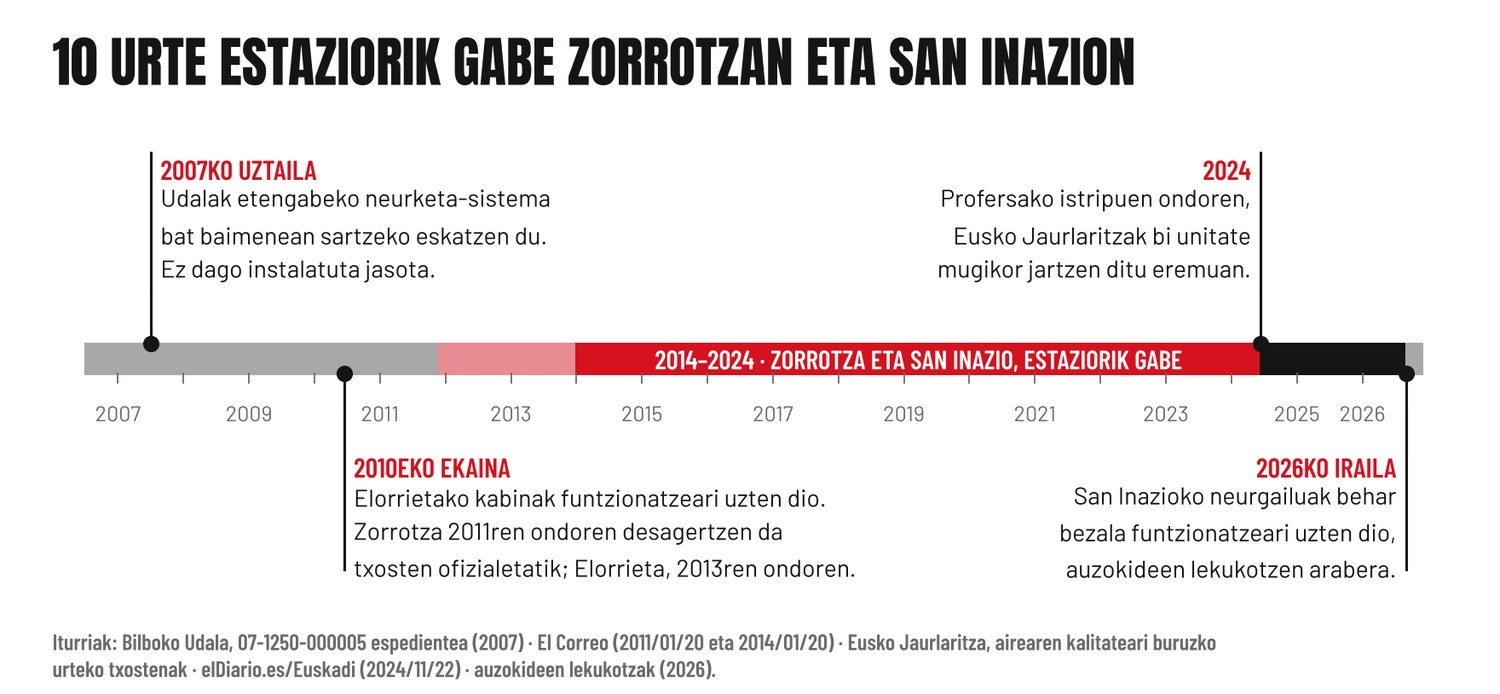 10 URTE ESTAZIORIK GABE ZORROTZAN ETA SAN INAZION
2007KO UZTAILA
Udalak etengabeko neurketa-sistema
bat baimenean sartzeko eskatzen du.
Ez dago instalatuta jasota.
2024
Profersako istripuen ondoren,
Eusko Jaurlaritzak bi unitate
mugikor jartzen ditu eremuan.
2014–2024 · ZORROTZA ETA SAN INAZIO, ESTAZIORIK GABE
2007 2009 2011 2013 2015 2017 2019 2021 2023 2025 2026
2010EKO EKAINA
Elorrietako kabinak funtzionatzeari uzten dio.
Zorrotza 2011ren ondoren desagertzen da
txosten ofizialetatik; Elorrieta, 2013ren ondoren.
2026KO IRAILA
San Inazioko neurgailuak behar
bezala funtzionatzeari uzten dio,
auzokideen lekukotzen arabera.
Iturriak: Bilboko Udala, 07-1250-000005 espedientea (2007) · El Correo (2011/01/20 eta 2014/01/20) · Eusko Jaurlaritza, airearen kalitateari buruzko
urteko txostenak · elDiario.es/Euskadi (2024/11/22) · auzokideen lekukotzak (2026).